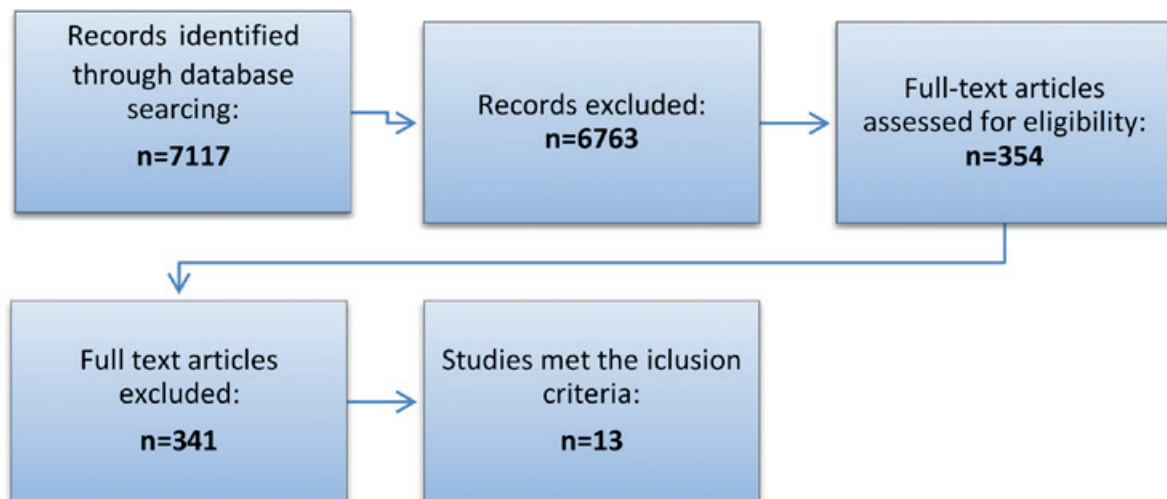 Records identified
through database
searcing:
n=7117
Records excluded:
n=6763
Full-text articles
assessed for eligibility:
n=354
Full text articles
excluded:
n=341
Studies met the iclusion
criteria:
n=13